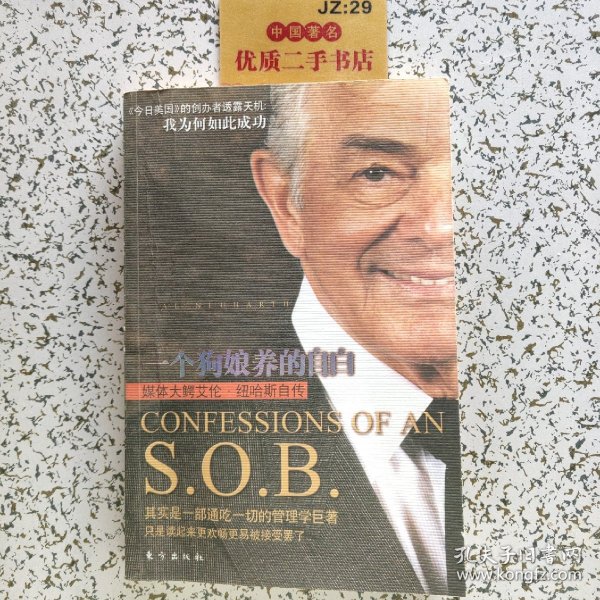 JZ:29
中国著名
优质二手书店
《今日美国》的创办者透露天机:
我为何如此成功
AL NEUHARTH
一个狗娘养的自白
媒体大鳄艾伦·纽哈斯自传
CONFESSIONS OF AN
S.O.B.
其实是一部通吃一切的管理学巨著
只是读起来更欢畅更易被接受罢了
东方出版社
孔夫子旧书网
www.kongfz.com